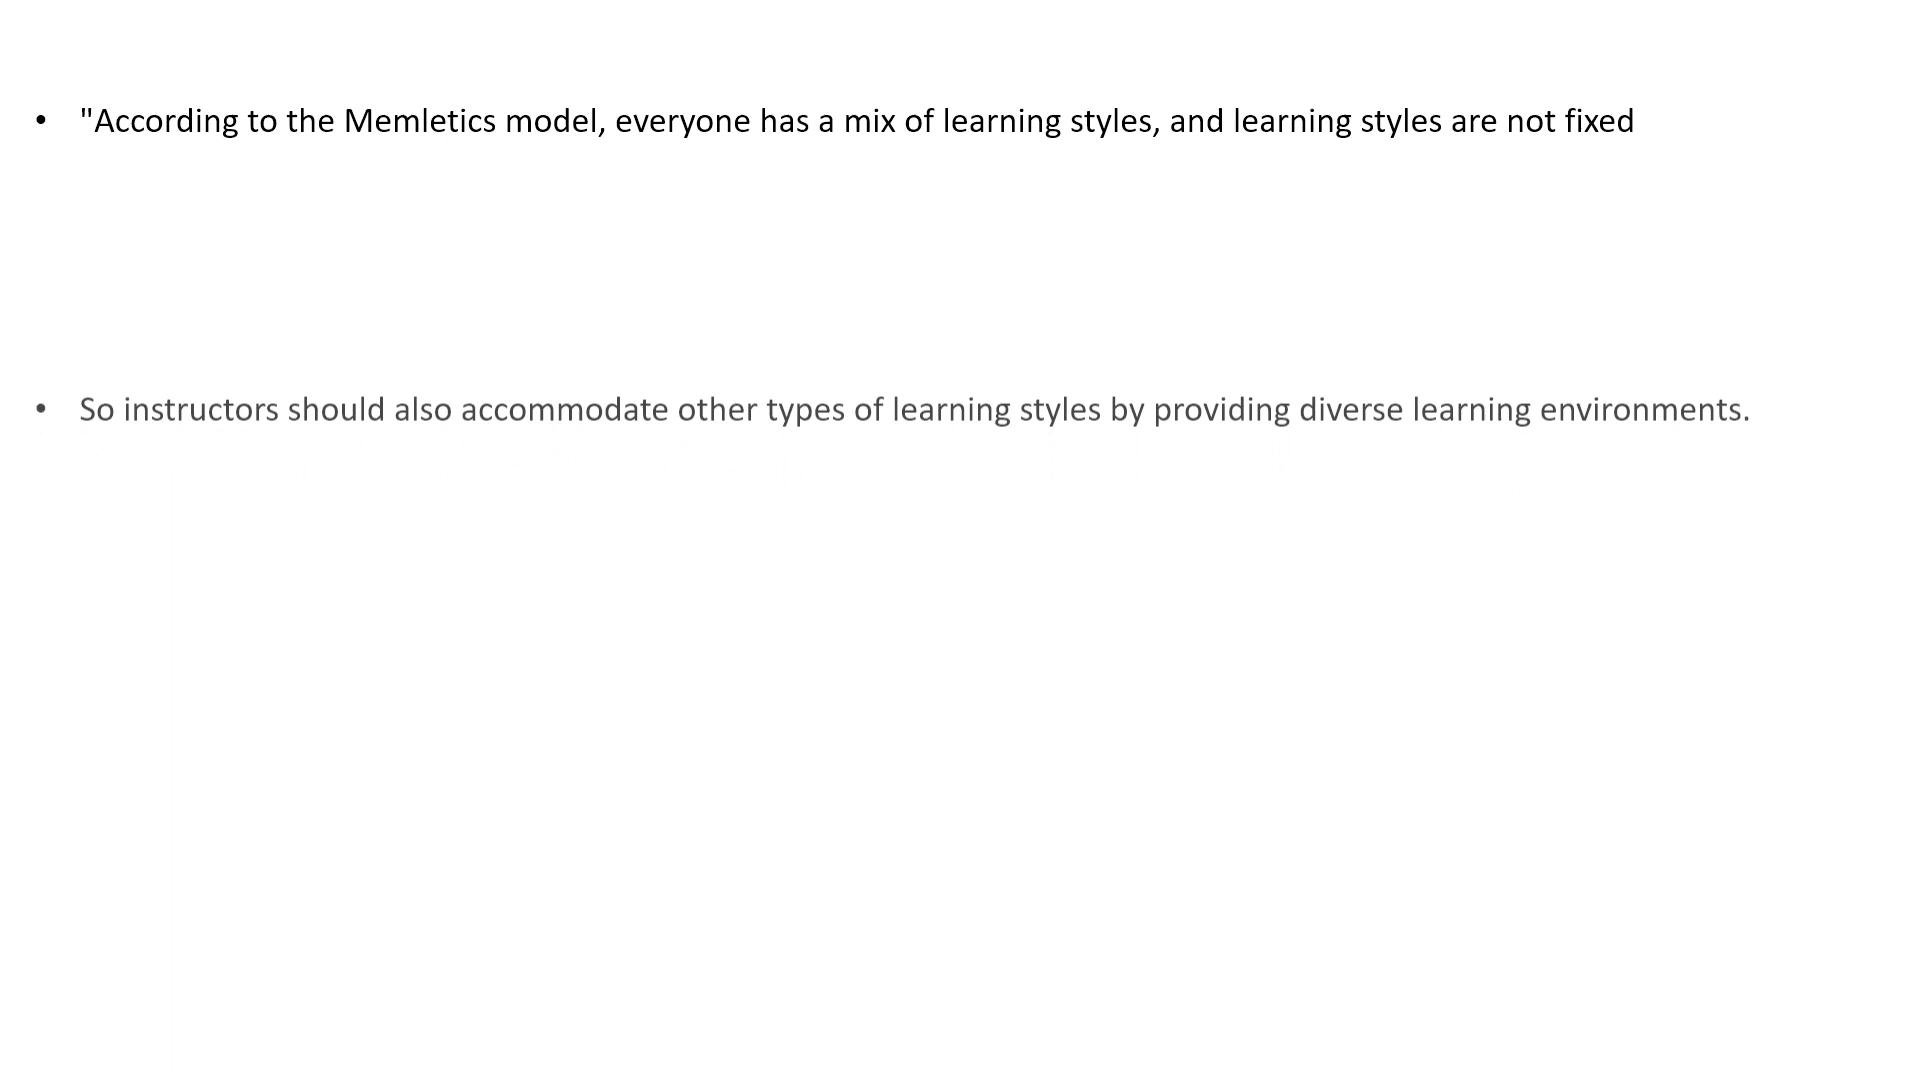 • "According to the Memletics model, everyone has a mix of learning styles, and learning styles are not fixed
• So instructors should also accommodate other types of learning styles by providing diverse learning environments.